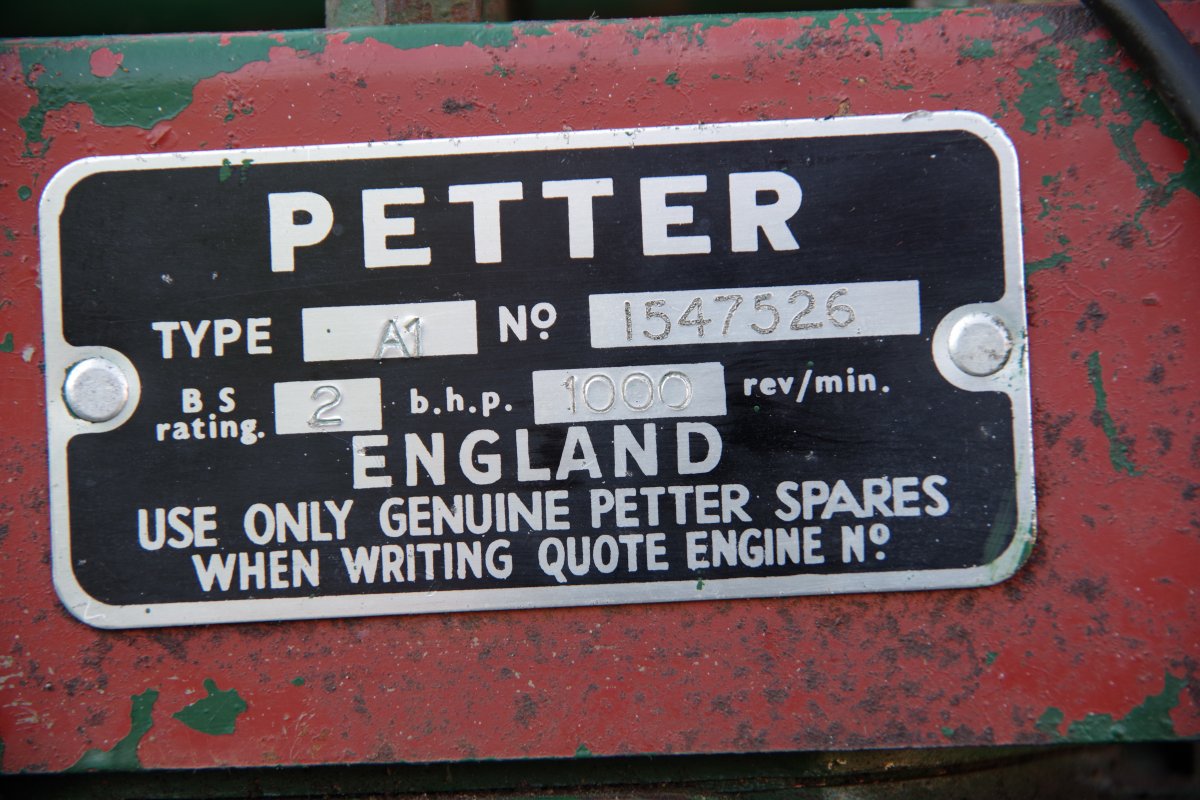 PETTER
TYPE A1 Nº 1547526
B S rating. 2 b.h.p. 1000 rev/min.
ENGLAND
USE ONLY GENUINE PETTER SPARES
WHEN WRITING QUOTE ENGINE Nº